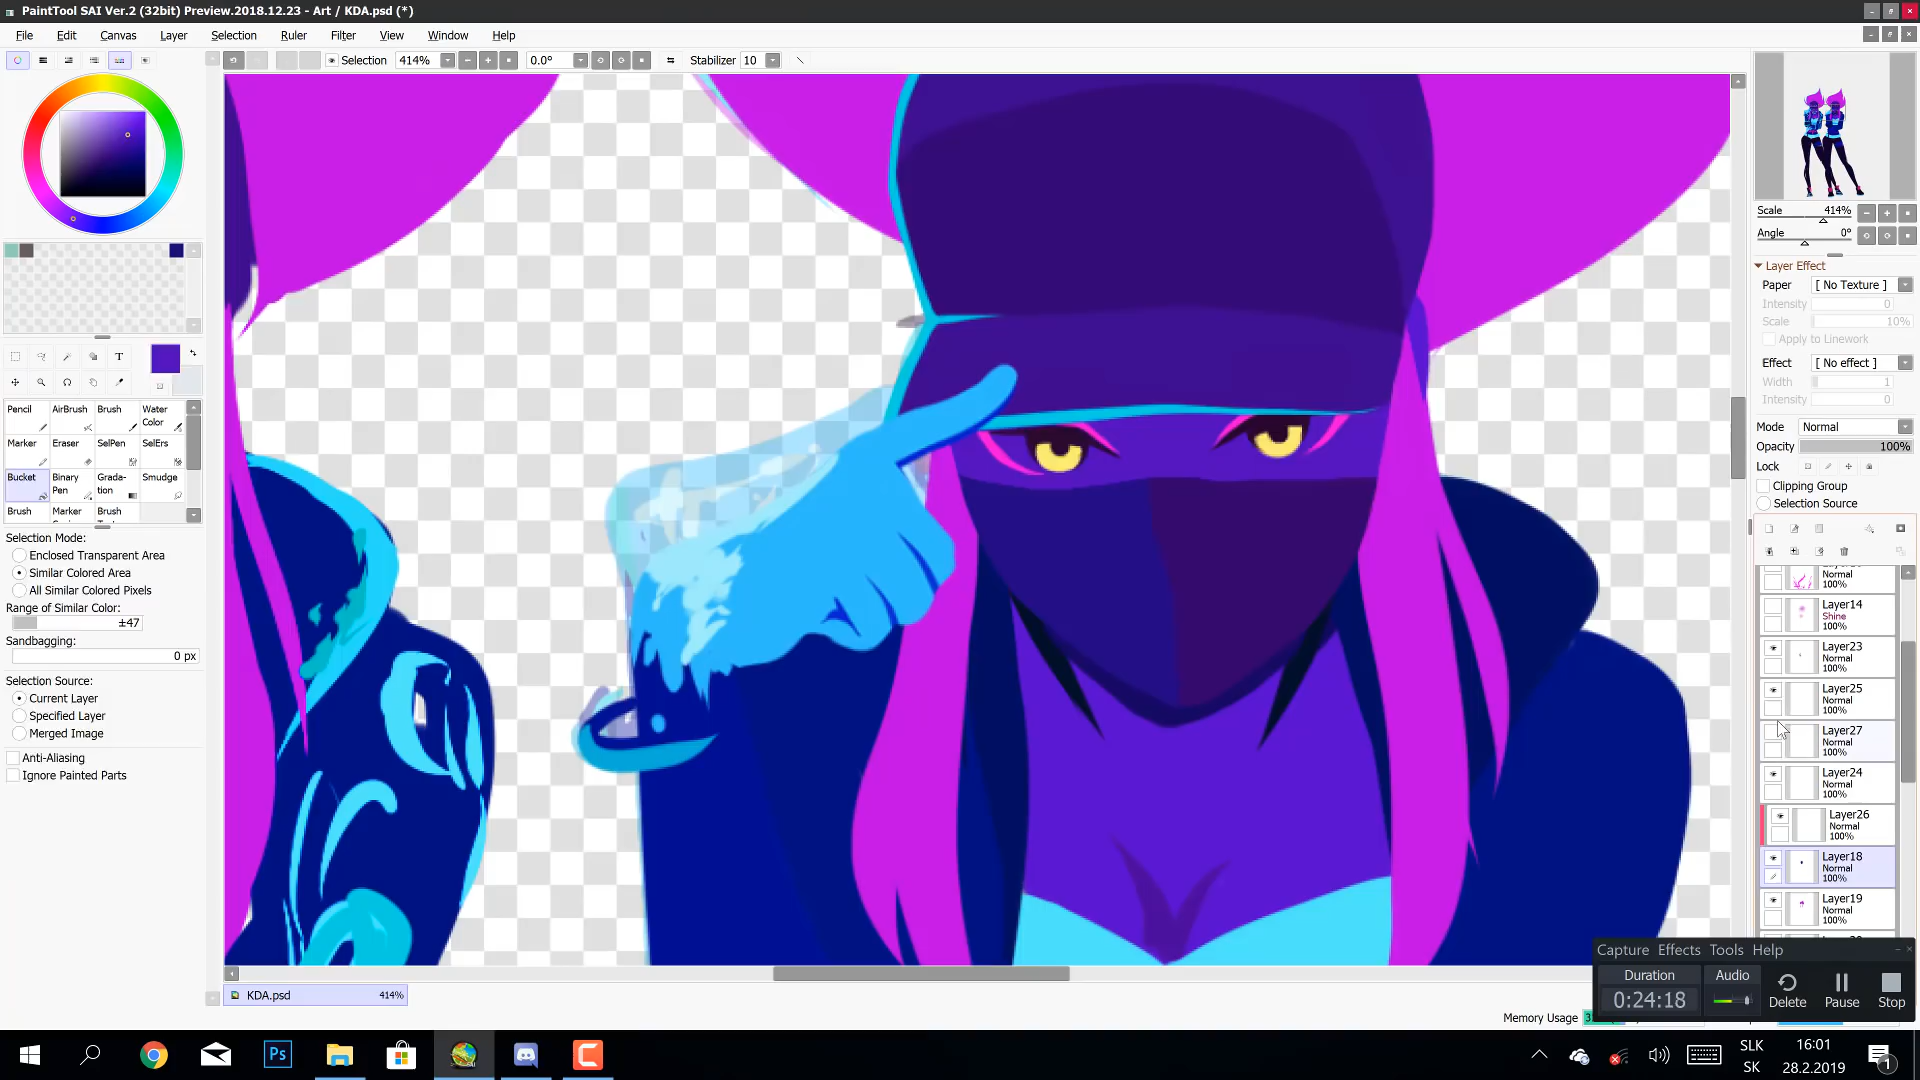 PaintTool SAI Ver.2 (32bit) Preview.2018.12.23 - Art / KDA.psd (*)
File Edit Canvas Layer Selection Ruler Filter View Window Help
Selection 414% 0.0° Stabilizer 10
Scale 414%
Angle 0°
Layer Effect
Paper [ No Texture ]
Intensity 0
Scale 10%
Apply to Linework
Effect [ No effect ]
Width 1
Intensity 0
Mode Normal
Opacity 100%
Lock
Clipping Group
Selection Source
Normal
100%
Layer14
Shine
100%
Layer23
Normal
100%
Layer25
Normal
100%
Layer27
Normal
100%
Layer24
Normal
100%
Layer26
Normal
100%
Layer18
Normal
100%
Layer19
Normal
100%
T
Pencil AirBrush Brush Water Color
Marker Eraser SelPen SelErs
Bucket Binary Pen Grada-tion Smudge
Brush Marker Brush
Selection Mode:
Enclosed Transparent Area
Similar Colored Area
All Similar Colored Pixels
Range of Similar Color:
±47
Sandbagging:
0 px
Selection Source:
Current Layer
Specified Layer
Merged Image
Anti-Aliasing
Ignore Painted Parts
KDA.psd 414%
Capture Effects Tools Help
Duration Audio
0:24:18 Delete Pause Stop
Memory Usage
Ps
SLK
SK
16:01
28.2.2019
1